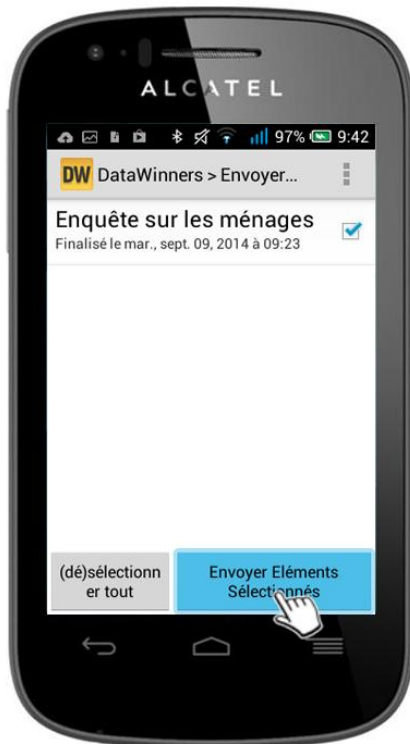 ALCATEL
97% 9:42
DW DataWinners > Envoyer...
Enquête sur les ménages
Finalisé le mar., sept. 09, 2014 à 09:23
(dé)sélectionn
er tout
Envoyer Eléments
Sélectionnés